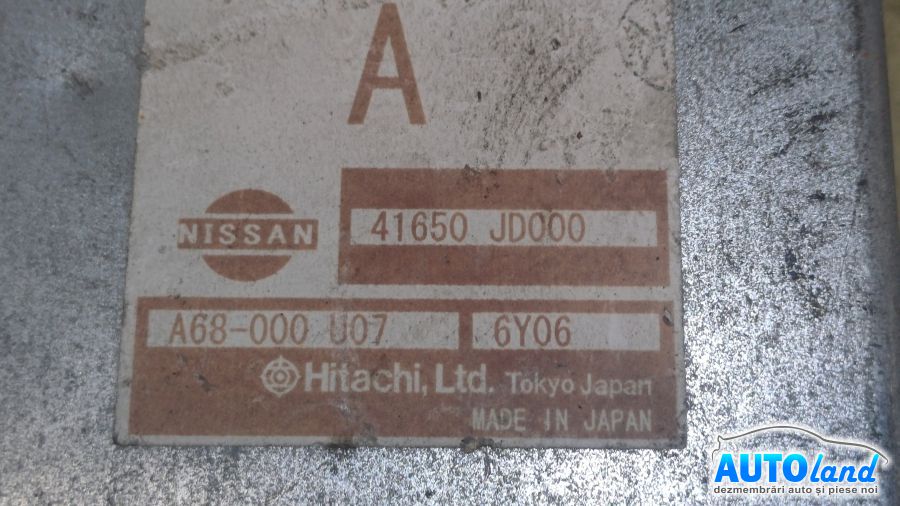 A
NISSAN
41650 JD000
A68-000 U07
6Y06
Hitachi, Ltd. Tokyo Japan
MADE IN JAPAN
AUTOland
dezmembrări auto și piese noi